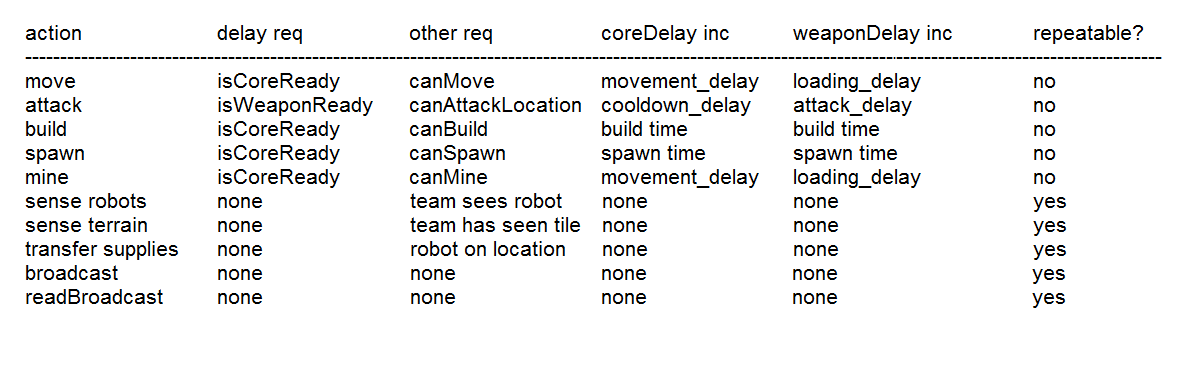 action delay req other req coreDelay inc weaponDelay inc repeatable?
move isCoreReady canMove movement_delay loading_delay no
attack isWeaponReady canAttackLocation cooldown_delay attack_delay no
build isCoreReady canBuild build time build time no
spawn isCoreReady canSpawn spawn time spawn time no
mine isCoreReady canMine movement_delay loading_delay no
sense robots none team sees robot none none yes
sense terrain none team has seen tile none none yes
transfer supplies none robot on location none none yes
broadcast none none none none yes
readBroadcast none none none none yes